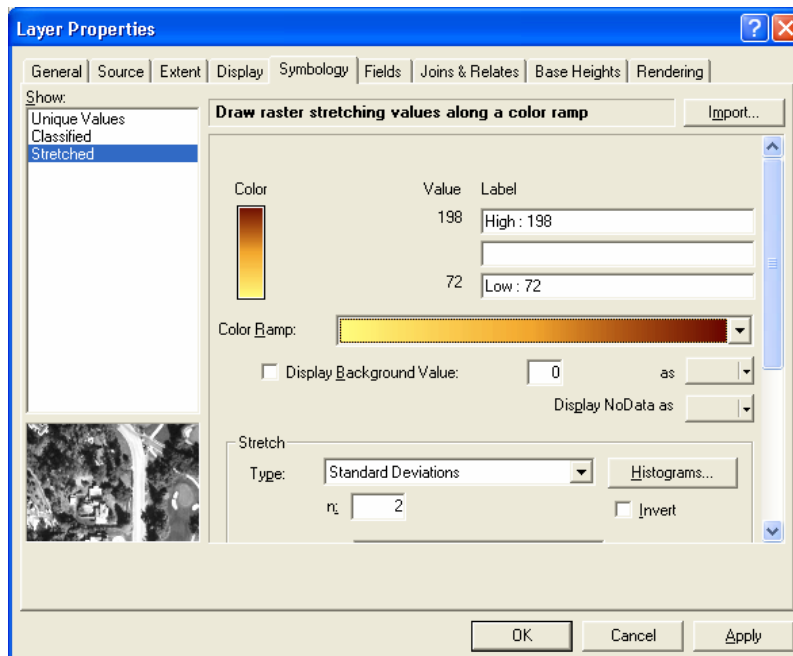 Layer Properties
General Source Extent Display Symbology Fields Joins & Relates Base Heights Rendering
Show:
Unique Values
Classified
Stretched
Draw raster stretching values along a color ramp
Import...
Color Value Label
198 High : 198
72 Low : 72
Color Ramp:
Display Background Value: 0 as
Display NoData as
Stretch
Type: Standard Deviations Histograms...
n: 2 Invert
OK Cancel Apply